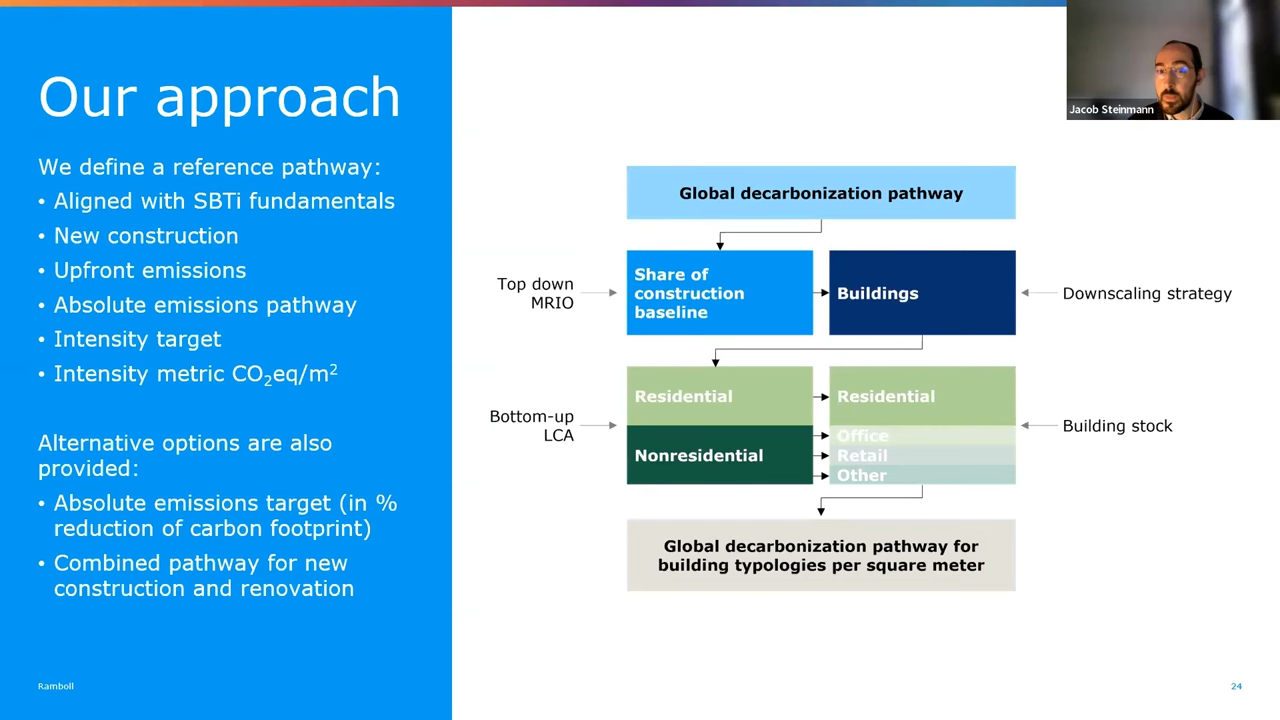 Our approach
We define a reference pathway:
• Aligned with SBTi fundamentals
• New construction
• Upfront emissions
• Absolute emissions pathway
• Intensity target
• Intensity metric CO₂eq/m²
Alternative options are also
provided:
• Absolute emissions target (in %
reduction of carbon footprint)
• Combined pathway for new
construction and renovation
Ramboll
Jacob Steinmann
Global decarbonization pathway
Top down
MRIO
Share of
construction
baseline
Buildings
Downscaling strategy
Bottom-up
LCA
Residential
Nonresidential
Residential
Office
Retail
Other
Building stock
Global decarbonization pathway for
building typologies per square meter
24